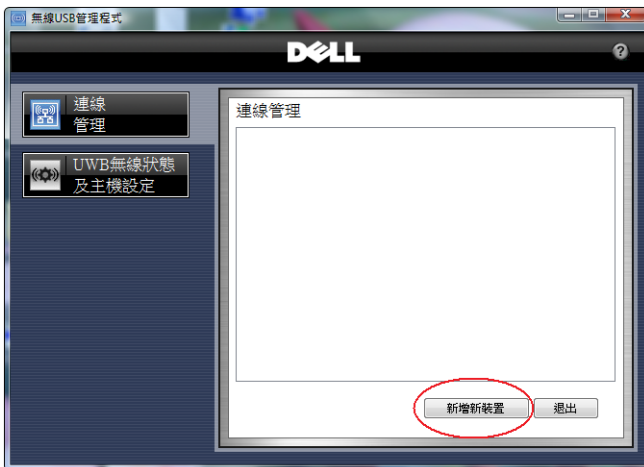 無線USB管理程式
DELL
?
連線
管理
UWB無線狀態
及主機設定
連線管理
新增新裝置
退出